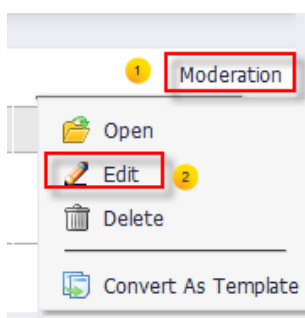 1 Moderation
Open
Edit 2
Delete
Convert As Template